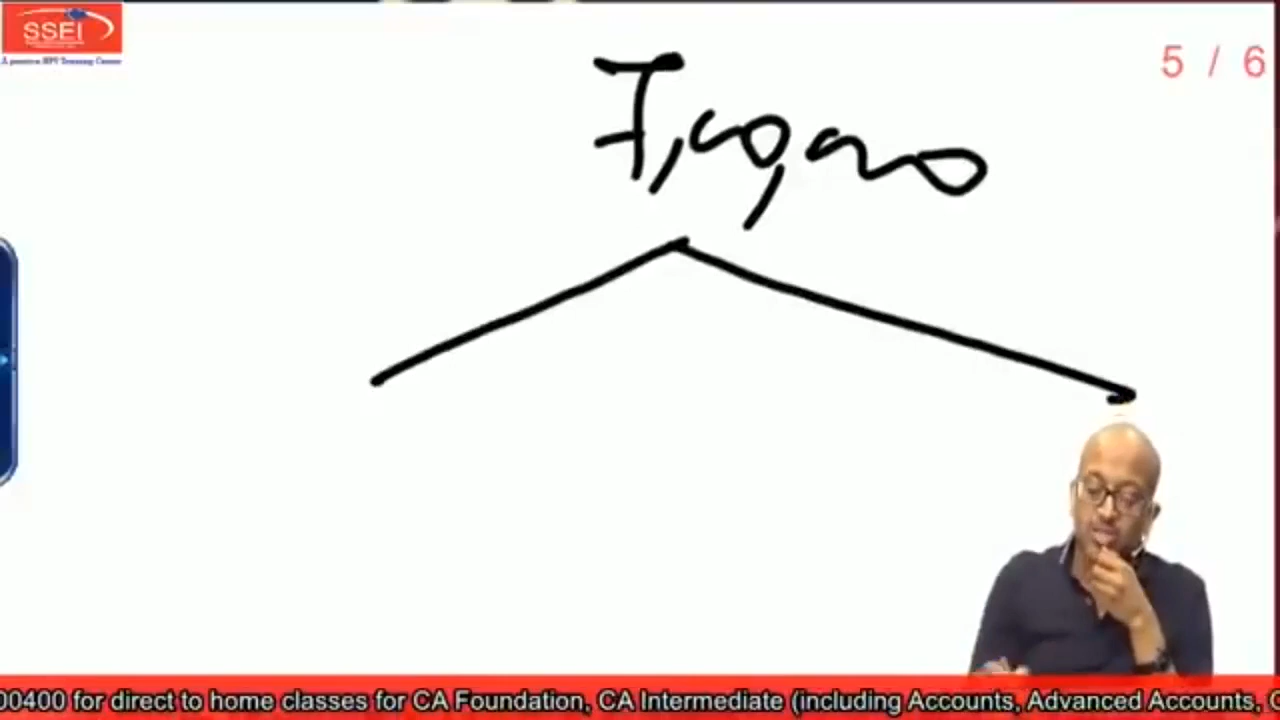 SSEI
5 / 6
7,00,000
00400 for direct to home classes for CA Foundation, CA Intermediate (including Accounts, Advanced Accounts, C